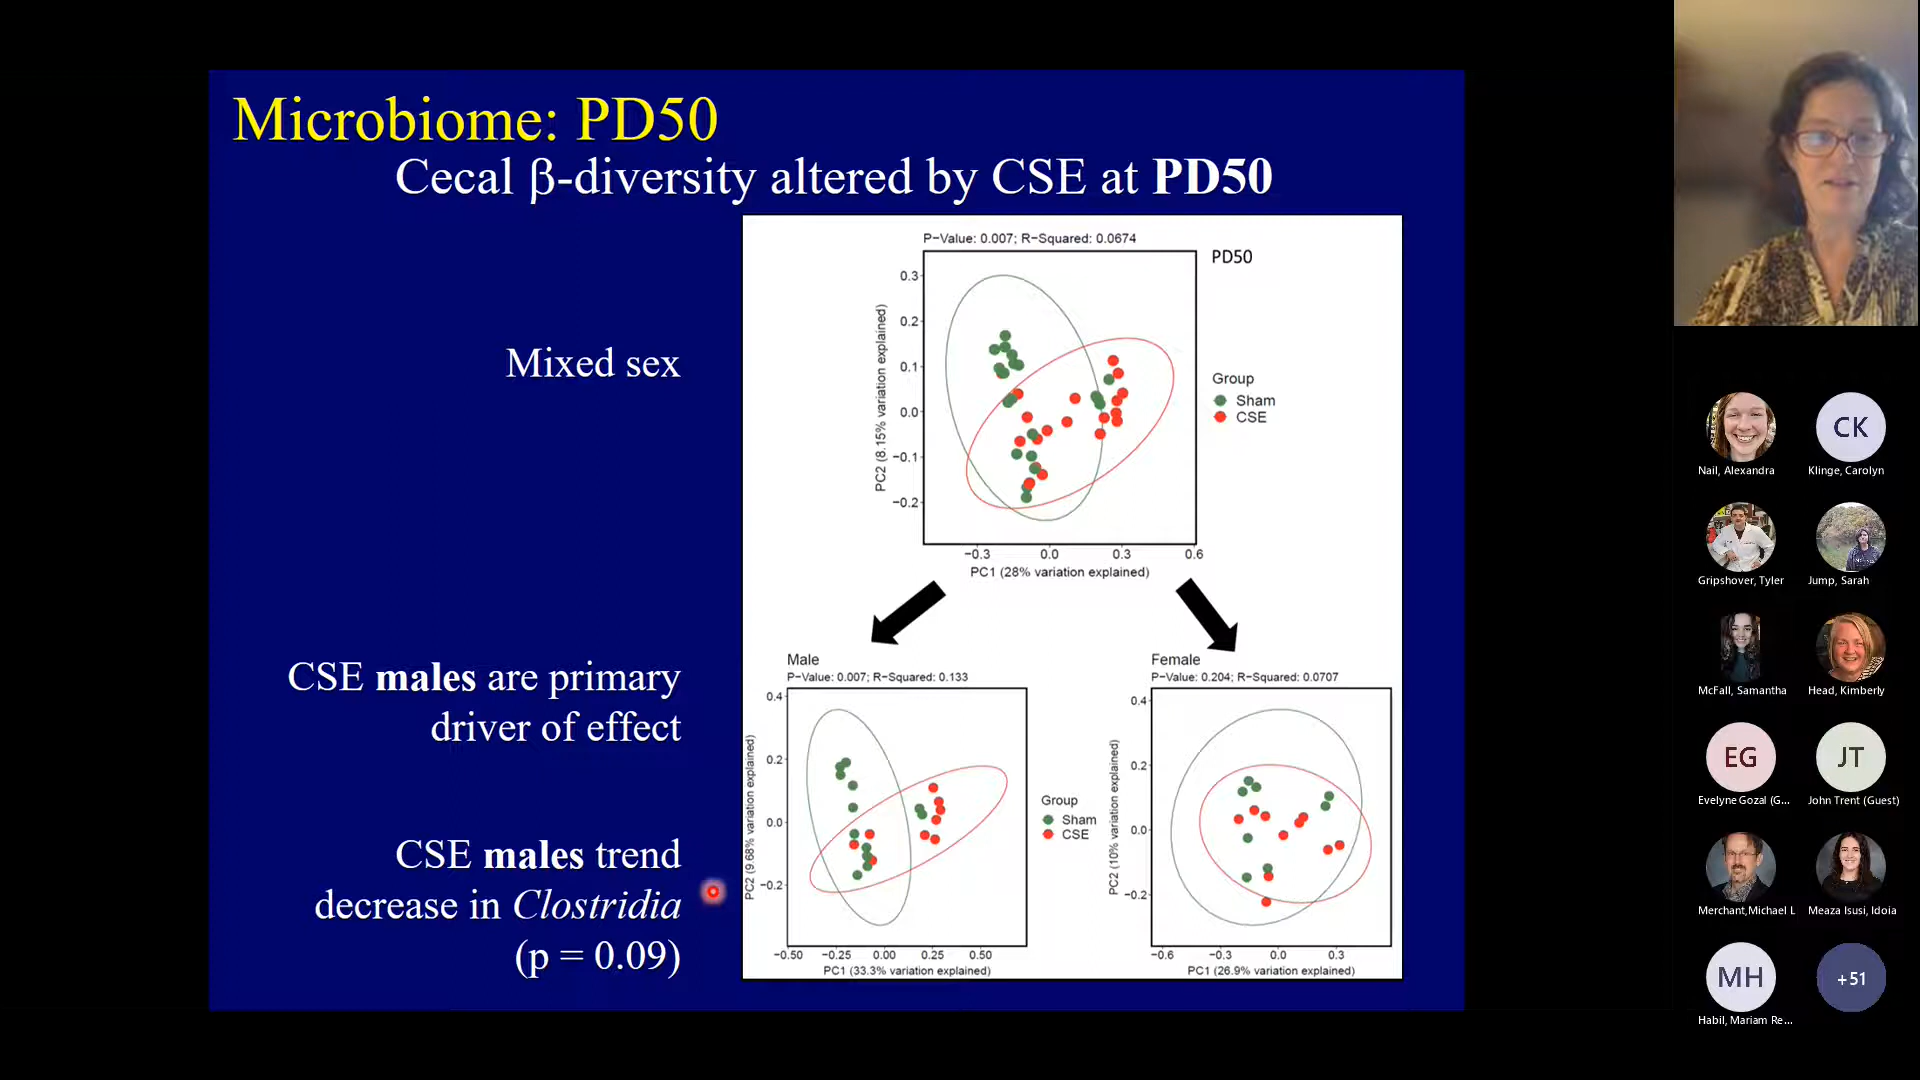 Microbiome: PD50
Cecal β-diversity altered by CSE at PD50
Mixed sex
CSE males are primary
driver of effect
CSE males trend
decrease in Clostridia
(p = 0.09)
P−Value: 0.007; R−Squared: 0.0674
PD50
0.3
0.2
0.1
0.0
−0.1
−0.2
PC2 (8.15% variation explained)
−0.3 0.0 0.3 0.6
PC1 (28% variation explained)
Group
Sham
CSE
Male
P−Value: 0.007; R−Squared: 0.133
0.4
0.2
0.0
−0.2
PC2 (9.68% variation explained)
−0.50 −0.25 0.00 0.25 0.50
PC1 (33.3% variation explained)
Group
Sham
CSE
Female
P−Value: 0.204; R−Squared: 0.0707
0.4
0.2
0.0
−0.2
PC2 (10% variation explained)
−0.6 −0.3 0.0 0.3
PC1 (26.9% variation explained)
Nail, Alexandra
CK
Klinge, Carolyn
Gripshover, Tyler
Jump, Sarah
McFall, Samantha
Head, Kimberly
EG
Evelyne Gozal (G...
JT
John Trent (Guest)
Merchant,Michael L
Meaza Isusi, Idoia
MH
Habil, Mariam Re...
+51